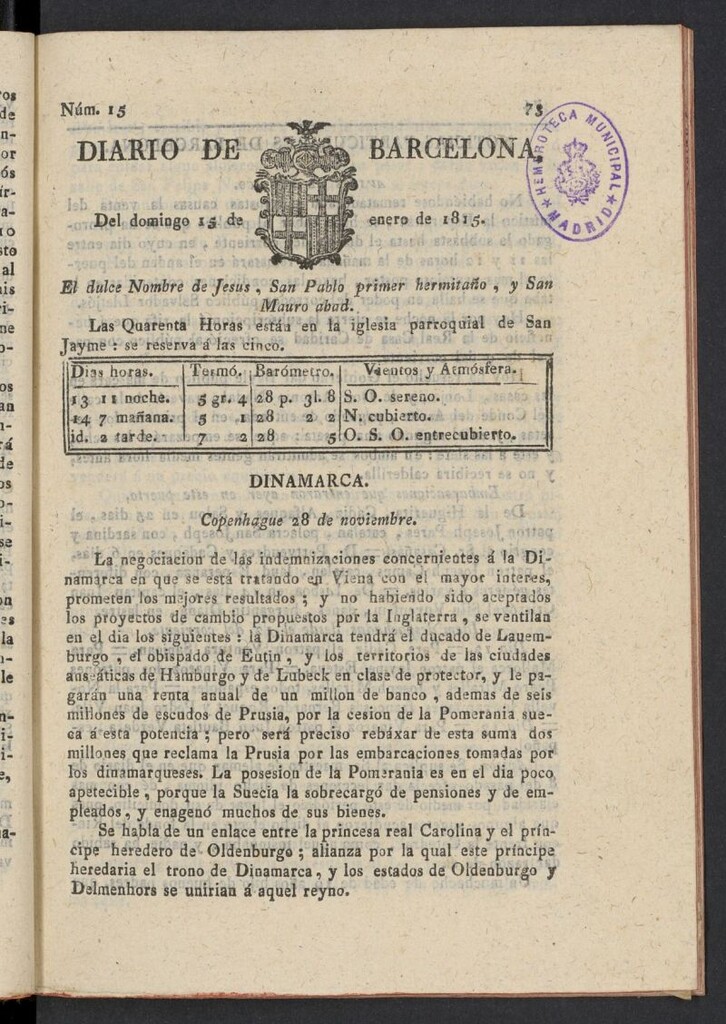 Núm. 15 73
DIARIO DE BARCELONA,
Del domingo 15 de enero de 1815.
El dulce Nombre de Jesus, San Pablo primer hermitaño, y San
Mauro abad.
Las Quarenta Horas están en la iglesia parroquial de San
Jayme: se reserva á las cinco.
Dias horas. Termó. Barómetro. Vientos y Atmósfera.
13 11 noche. 5 gr. 4 28 p. 3l. 8 S. O. sereno.
14 7 mañana. 5 1 28 2 2 N. cubierto.
id. 2 tarde. 7 2 28 5 O. S. O. entrecubierto.
DINAMARCA.
Copenhague 28 de noviembre.
La negociacion de las indemnizaciones concernientes á la Di-
namarca en que se está tratando en Viena con el mayor interes,
prometen los mejores resultados; y no habiendo sido aceptados
los proyectos de cambio propuestos por la Inglaterra, se ventilan
en el dia los siguientes: la Dinamarca tendrá el ducado de Lauem-
burgo, el obispado de Eutin, y los territorios de las ciudades
anseáticas de Hamburgo y de Lubeck en clase de protector, y le pa-
garán una renta anual de un millon de banco, ademas de seis
millones de escudos de Prusia, por la cesion de la Pomerania sue-
ca á esta potencia; pero será preciso rebáxar de esta suma dos
millones que reclama la Prusia por las embarcaciones tomadas por
los dinamarqueses. La posesion de la Pomerania es en el dia poco
apetecible, porque la Suecia la sobrecargó de pensiones y de em-
pleados, y enagenó muchos de sus bienes.
Se habla de un enlace entre la princesa real Carolina y el prín-
cipe heredero de Oldenburgo; alianza por la qual este príncipe
heredaria el trono de Dinamarca, y los estados de Oldenburgo y
Delmenhors se unirian á aquel reyno.
HEMEROTECA MUNICIPAL
MADRID